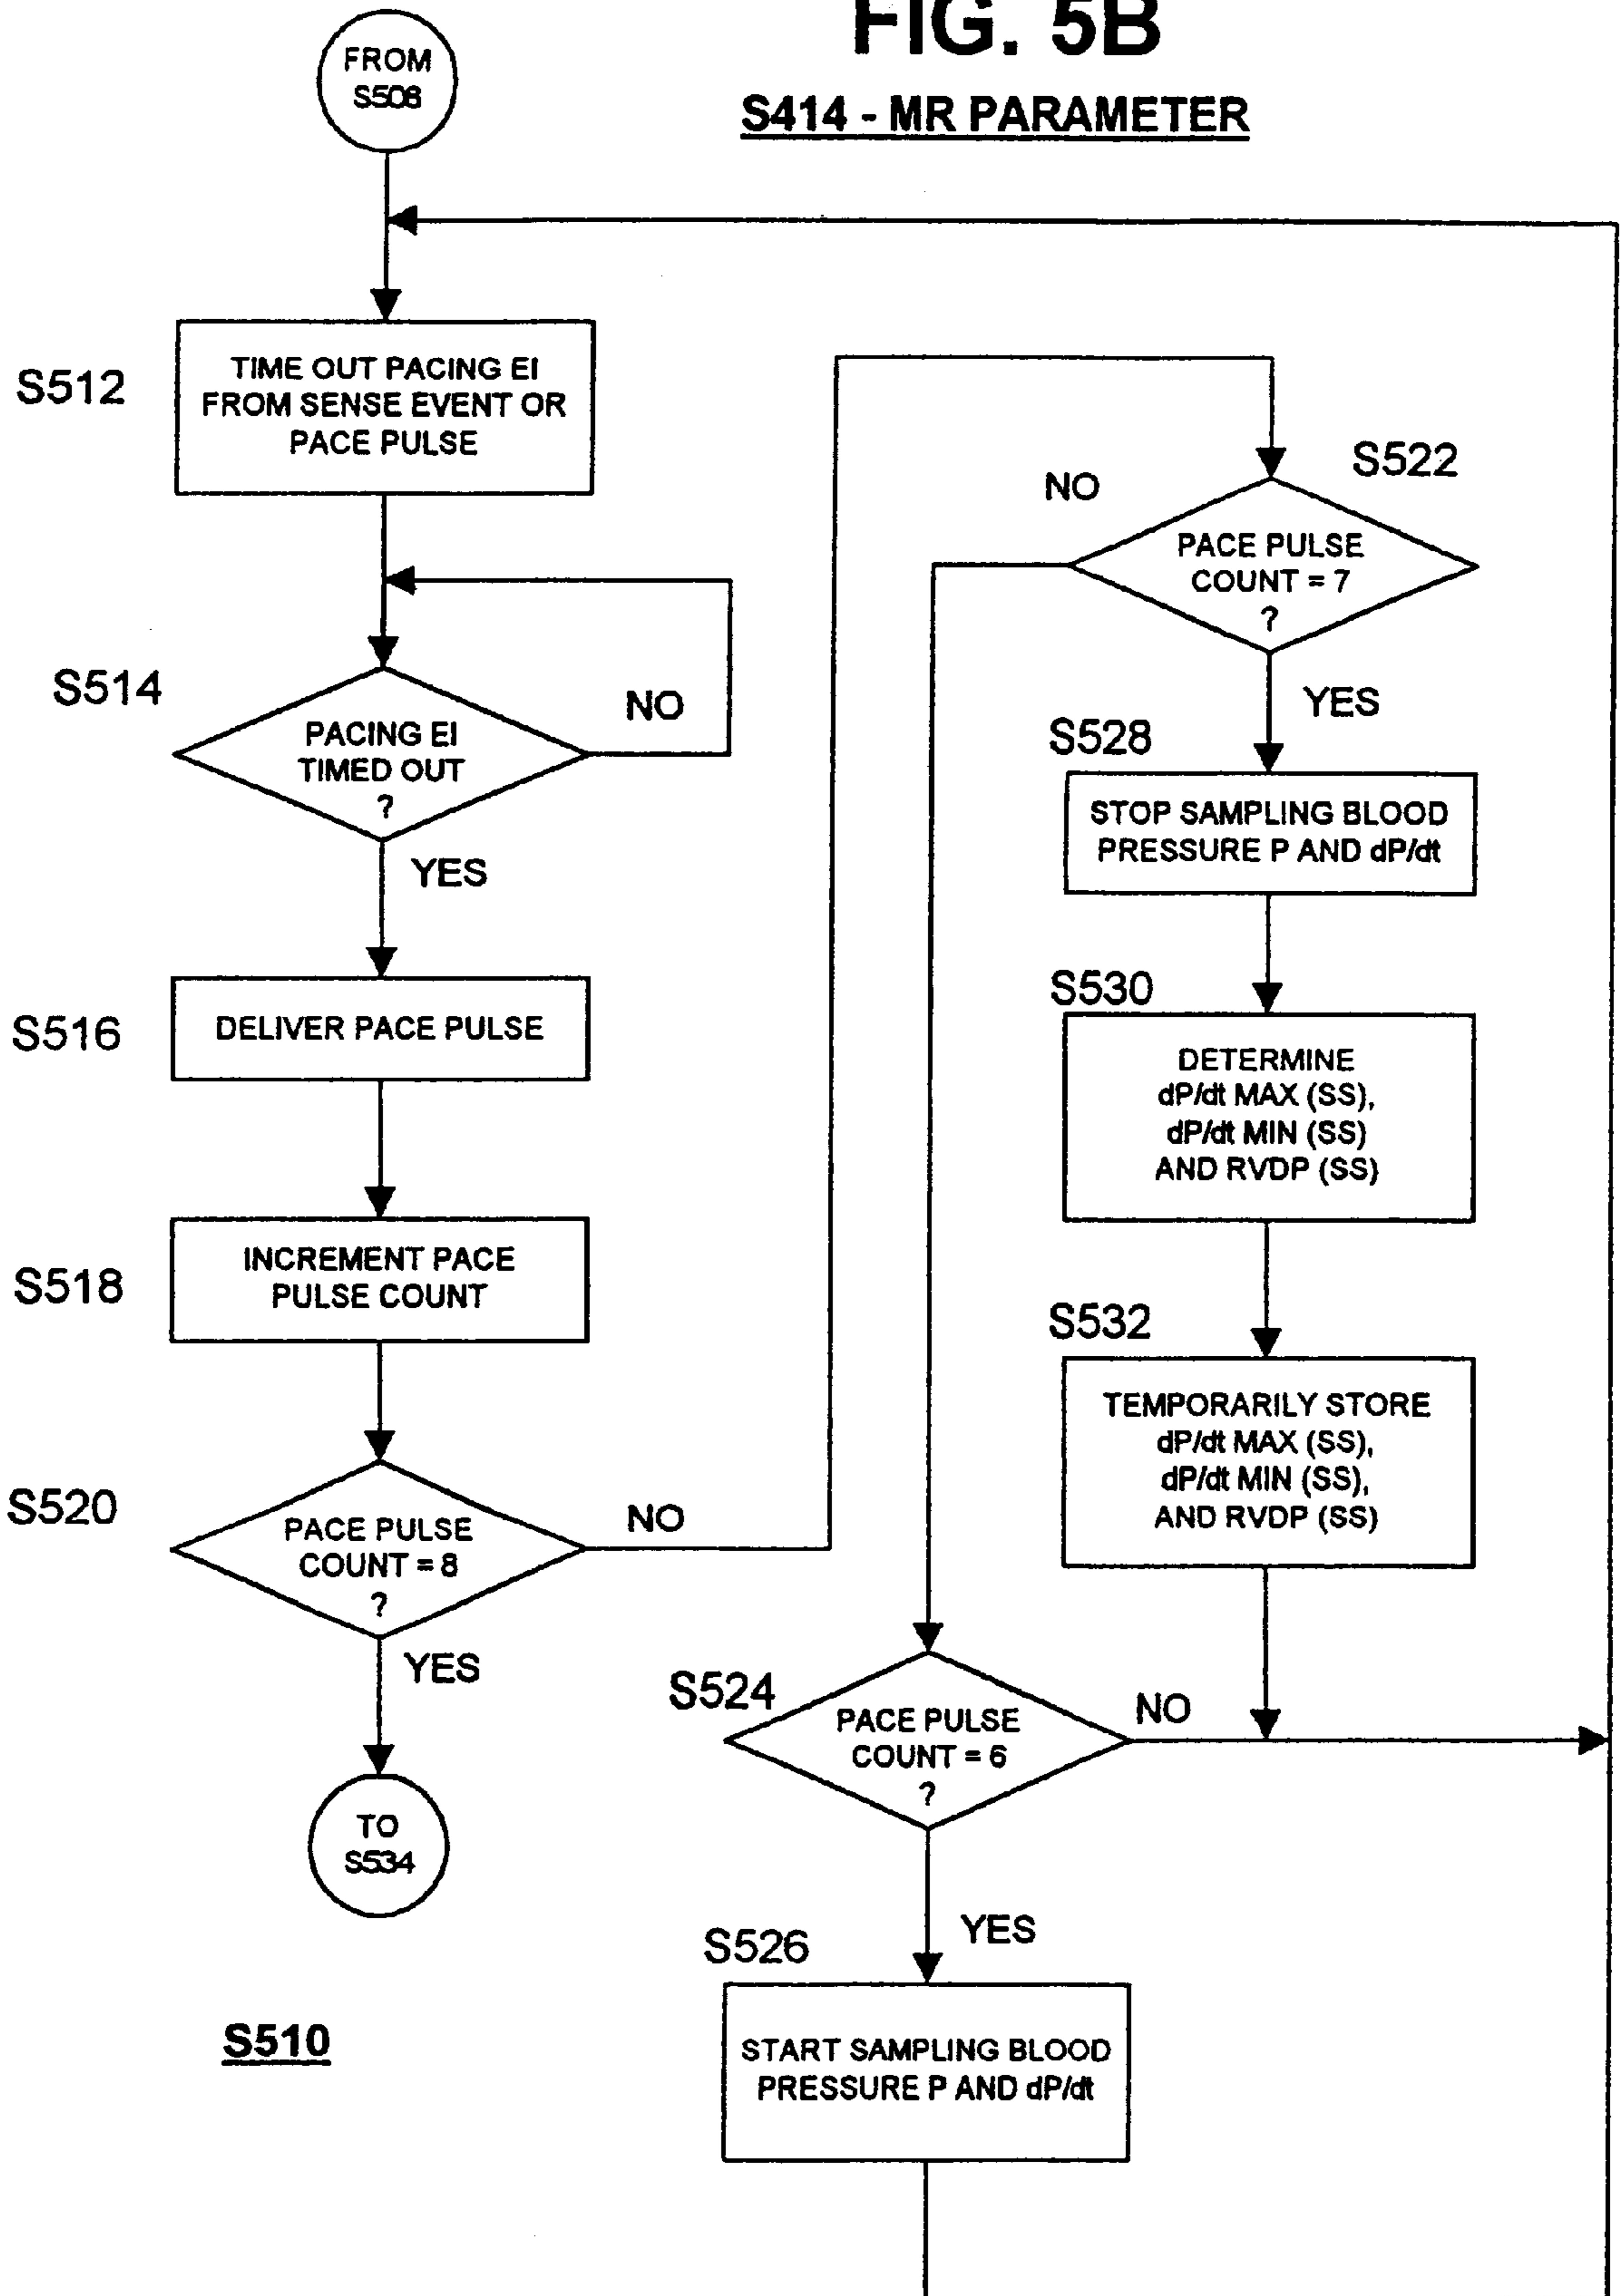 FIG. 5B
S414 - MR PARAMETER
FROM
S508
S512
TIME OUT PACING EI
FROM SENSE EVENT OR
PACE PULSE
S514
PACING EI
TIMED OUT
?
NO
YES
S516
DELIVER PACE PULSE
S518
INCREMENT PACE
PULSE COUNT
S520
PACE PULSE
COUNT = 8
?
NO
YES
TO
S534
S510
S522
NO
PACE PULSE
COUNT = 7
?
YES
S528
STOP SAMPLING BLOOD
PRESSURE P AND dP/dt
S530
DETERMINE
dP/dt MAX (SS),
dP/dt MIN (SS)
AND RVDP (SS)
S532
TEMPORARILY STORE
dP/dt MAX (SS),
dP/dt MIN (SS),
AND RVDP (SS)
S524
PACE PULSE
COUNT = 6
?
NO
YES
S526
START SAMPLING BLOOD
PRESSURE P AND dP/dt